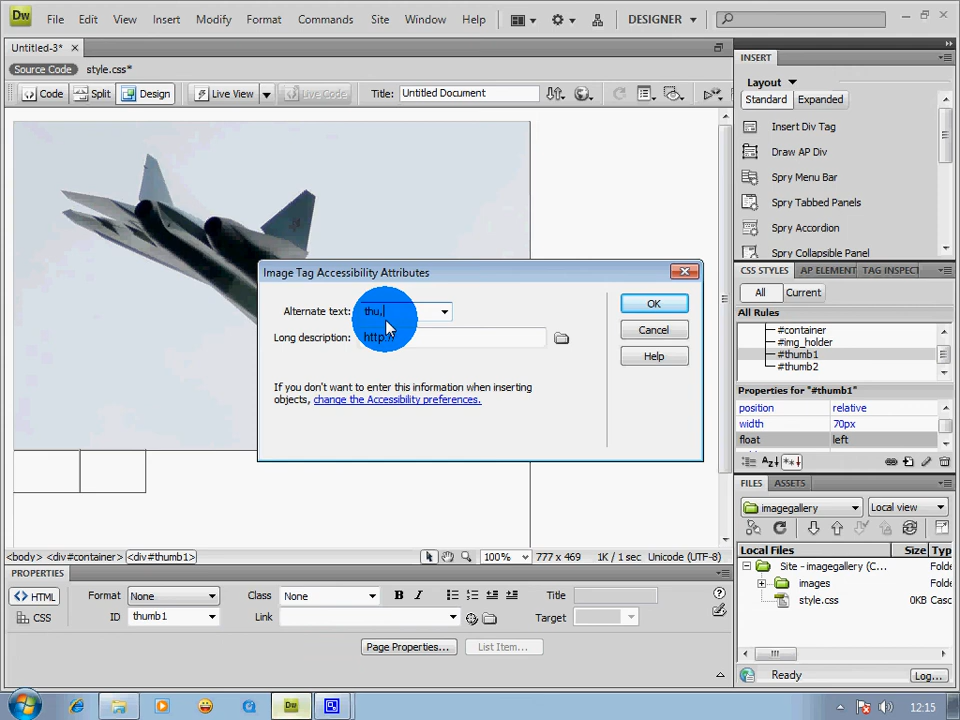 Dw File Edit View Insert Modify Format Commands Site Window Help DESIGNER
Untitled-3*
Source Code style.css*
Code Split Design Live View Live Code Title: Untitled Document
INSERT
Layout
Standard Expanded
Insert Div Tag
Draw AP Div
Spry Menu Bar
Spry Tabbed Panels
Spry Accordion
Spry Collapsible Panel
CSS STYLES AP ELEMENT TAG INSPECT
All Current
All Rules
#container
#img_holder
#thumb1
#thumb2
Properties for "#thumb1"
position relative
width 70px
float left
Image Tag Accessibility Attributes
Alternate text: thu,
Long description: http://
OK
Cancel
Help
If you don't want to enter this information when inserting
objects, change the Accessibility preferences.
FILES ASSETS
imagegallery Local view
Local Files Size Typ
Site - imagegallery (C... Folde
images Folde
style.css 0KB Casc
Ready Log...
<body> <div#container> <div#thumb1> 100% 777 x 469 1K / 1 sec Unicode (UTF-8)
PROPERTIES
HTML Format None Class None B I Title
CSS ID thumb1 Link Target
Page Properties... List Item...
12:15